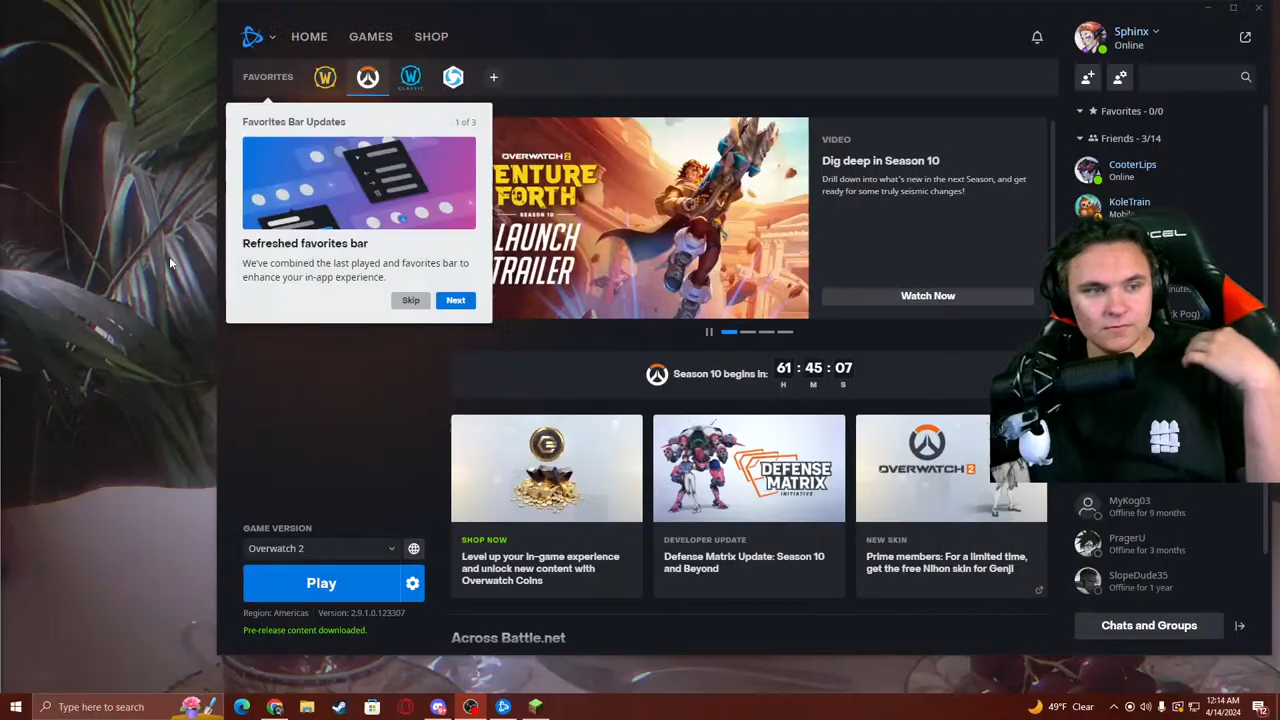 HOME
GAMES
SHOP
Sphinx
Online
FAVORITES
CLASSIC
Favorites Bar Updates
1 of 3
Refreshed favorites bar
We've combined the last played and favorites bar to
enhance your in-app experience.
Skip
Next
OVERWATCH 2
VENTURE
FORTH
SEASON 10
LAUNCH
TRAILER
VIDEO
Dig deep in Season 10
Drill down into what's new in the next Season, and get
ready for some truly seismic changes!
Watch Now
Favorites - 0/0
Friends - 3/14
CooterLips
Online
KoleTrain
Mobile
k Pog)
Season 10 begins in:
61 : 45 : 07
H M S
DEFENSE
MATRIX
INITIATIVE
OVERWATCH 2
SHOP NOW
Level up your in-game experience
and unlock new content with
Overwatch Coins
DEVELOPER UPDATE
Defense Matrix Update: Season 10
and Beyond
NEW SKIN
Prime members: For a limited time,
get the free Nihon skin for Genji
GAME VERSION
Overwatch 2
Play
Region: Americas
Version: 2.9.1.0.123307
Pre-release content downloaded.
MyKog03
Offline for 9 months
PragerU
Offline for 3 months
SlopeDude35
Offline for 1 year
Chats and Groups
Across Battle.net
Type here to search
49°F Clear
12:14 AM
4/14/2024
12